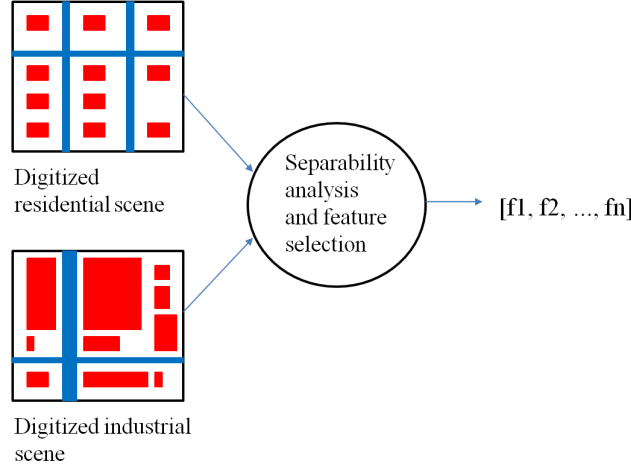 Digitized
residential scene
Separability
analysis
and feature
selection
[f1, f2, ..., fn]
Digitized industrial
scene